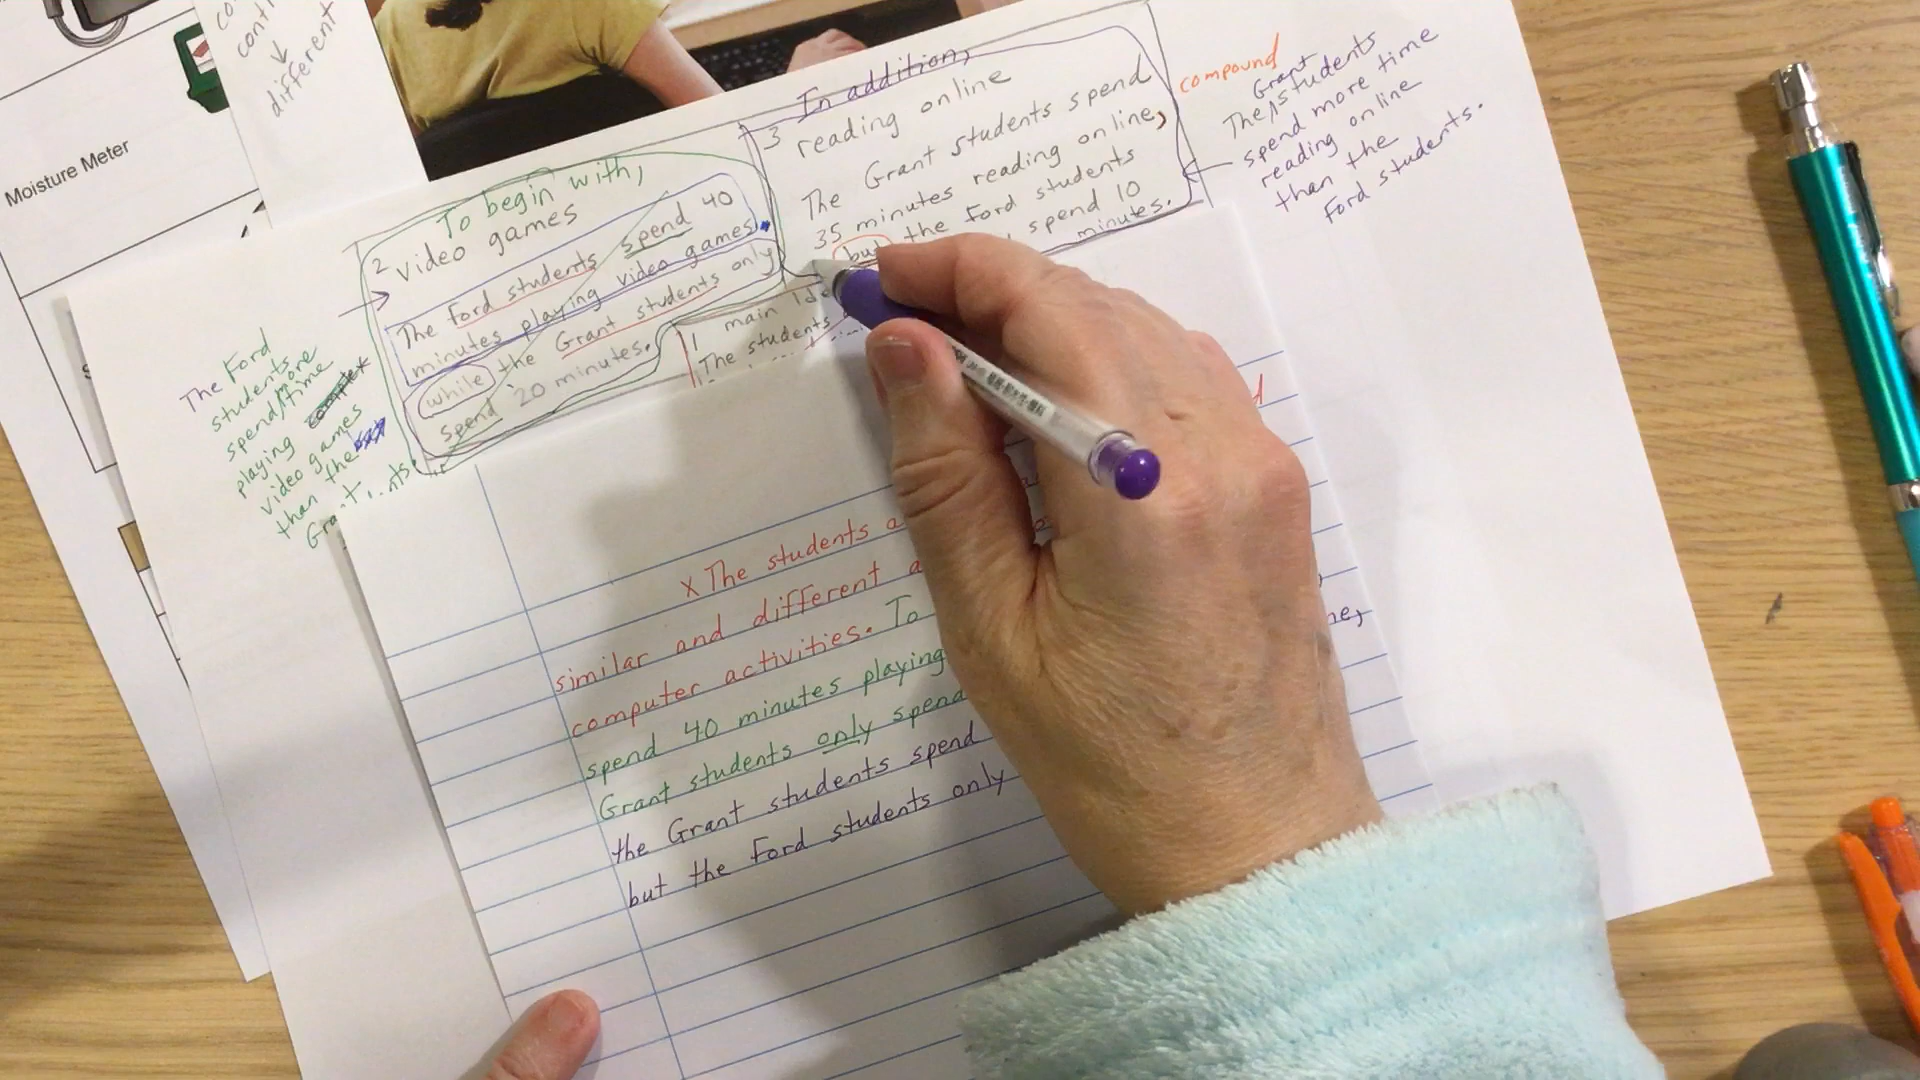 different
Moisture Meter
To begin with,
2 video games
The Ford students spend 40
minutes playing video games.
while the Grant students only
spend 20 minutes.
The Ford
students
spend more time
playing
video games
than the
In addition,
3 reading online
The Grant students spend
35 minutes reading online,
but the Ford students
spend 10
minutes.
compound
The Grant students
spend more time
reading online
than the
Ford students.
1 main
The students
x The students
similar and different
computer activities. To
spend 40 minutes playing
Grant students only spend
the Grant students spend
but the Ford students only